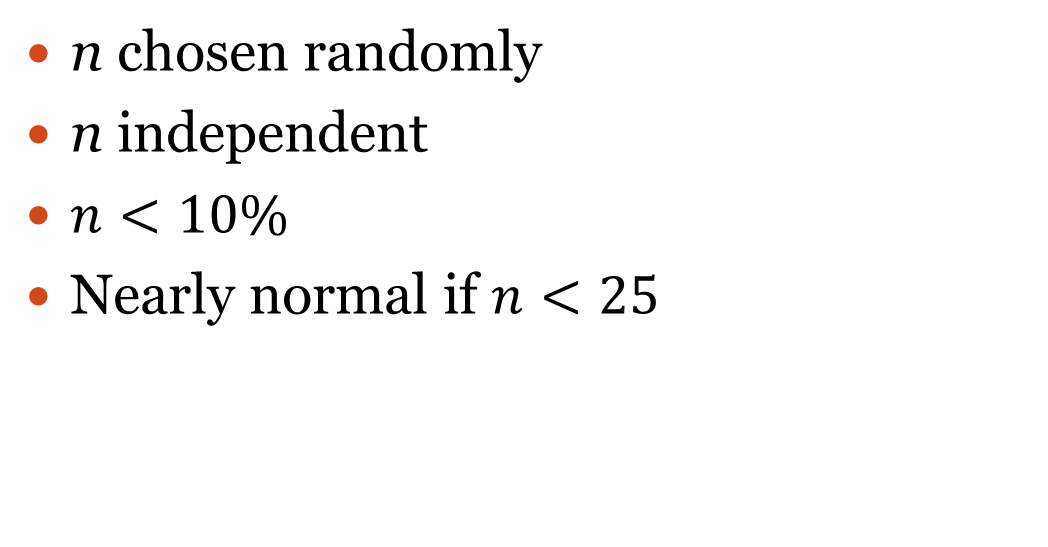 • n chosen randomly
• n independent
• n < 10%
• Nearly normal if n < 25